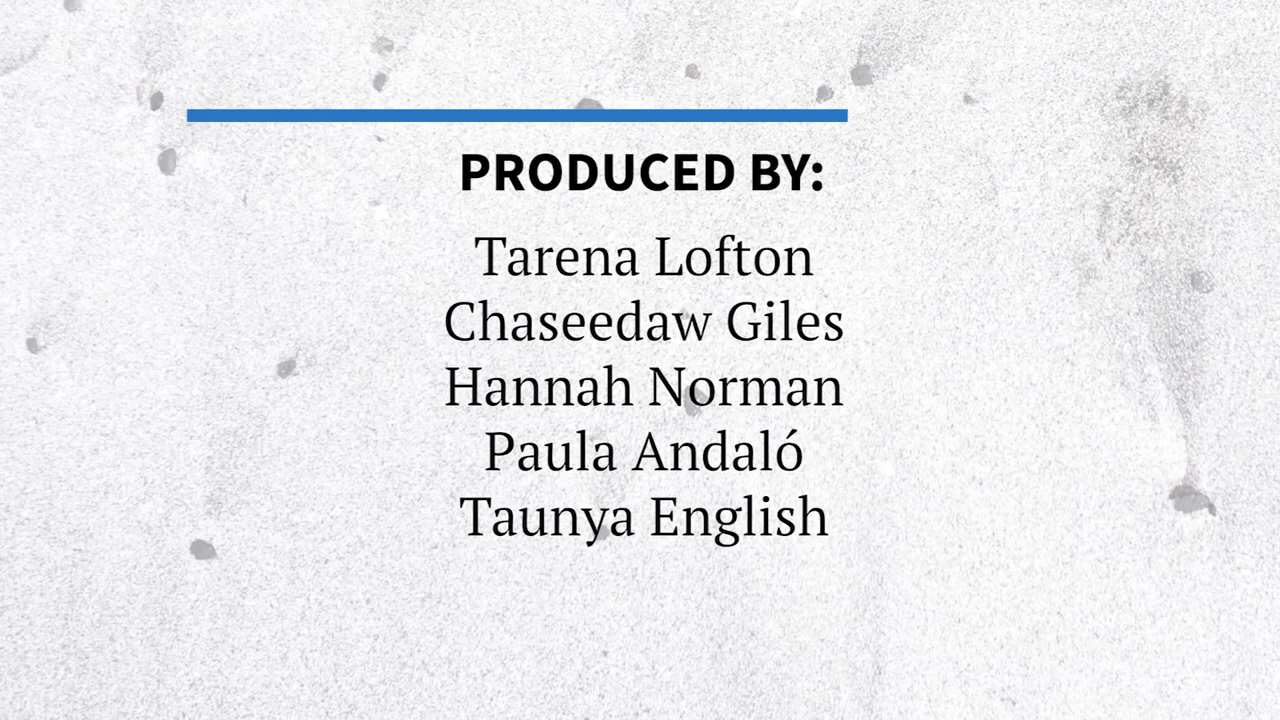 PRODUCED BY:
Tarena Lofton
Chaseedaw Giles
Hannah Norman
Paula Andaló
Taunya English